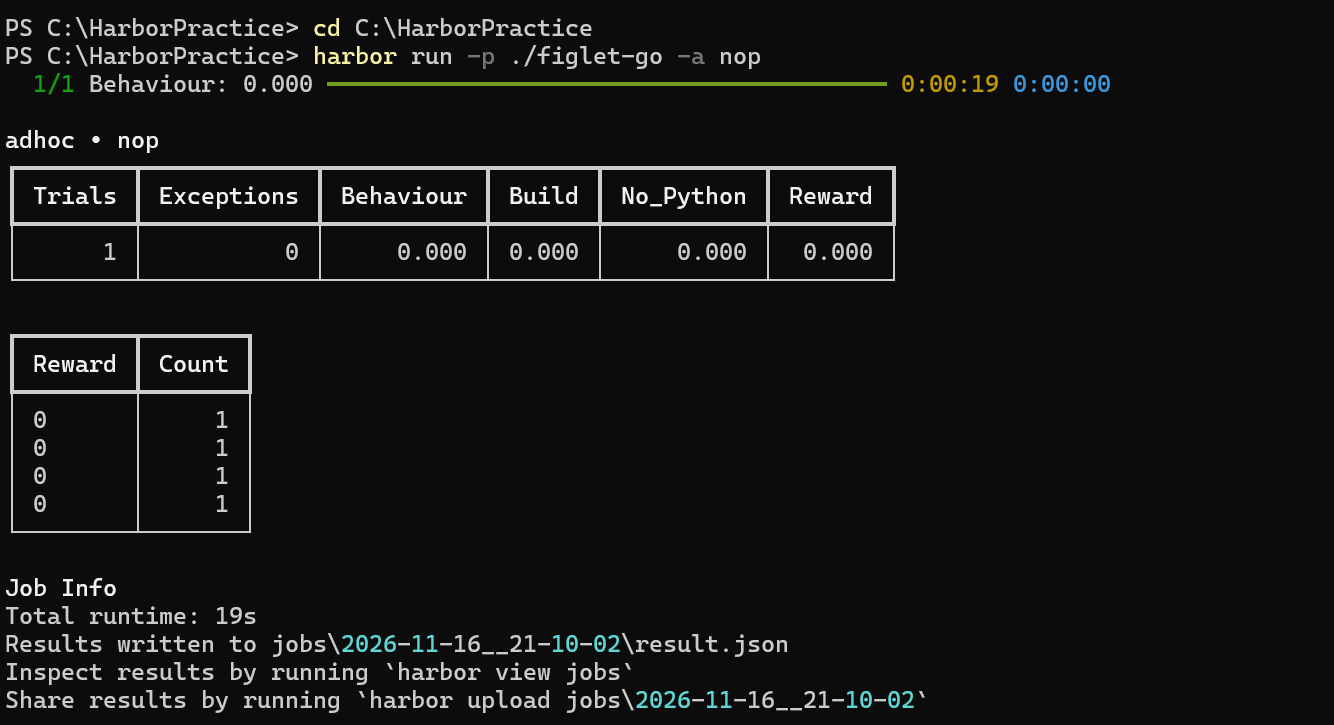 PS C:\HarborPractice> cd C:\HarborPractice
PS C:\HarborPractice> harbor run -p ./figlet-go -a nop
1/1 Behaviour: 0.000 0:00:19 0:00:00
adhoc • nop
Trials Exceptions Behaviour Build No_Python Reward
1 0 0.000 0.000 0.000 0.000
Reward Count
0 1
0 1
0 1
0 1
Job Info
Total runtime: 19s
Results written to jobs\2026-11-16__21-10-02\result.json
Inspect results by running `harbor view jobs`
Share results by running `harbor upload jobs\2026-11-16__21-10-02`